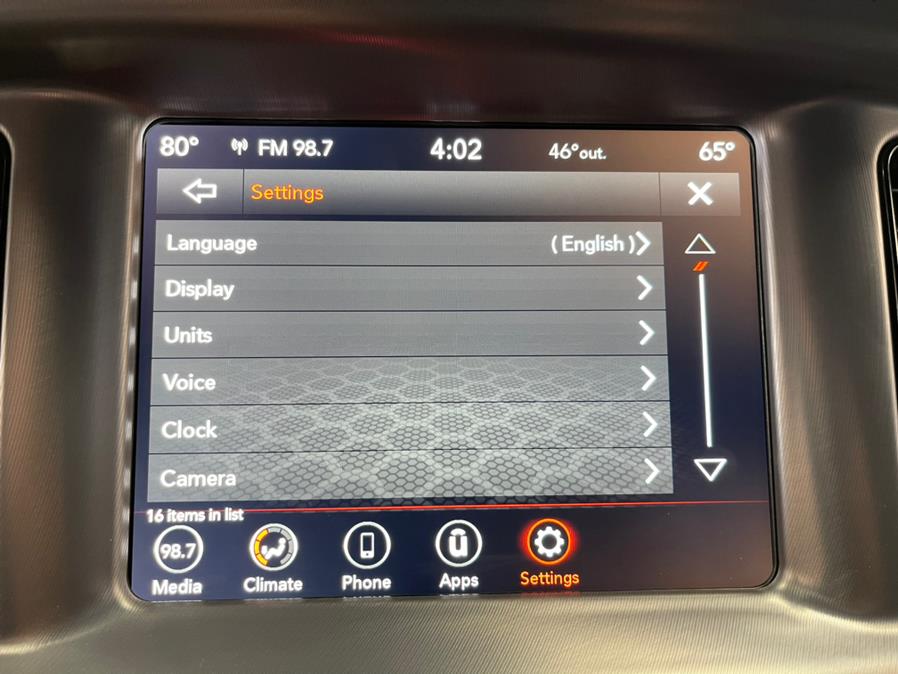 80° FM 98.7 4:02 46°out. 65°
Settings
Language (English)
Display
Units
Voice
Clock
Camera
16 items in list
98.7
Media Climate Phone Apps Settings